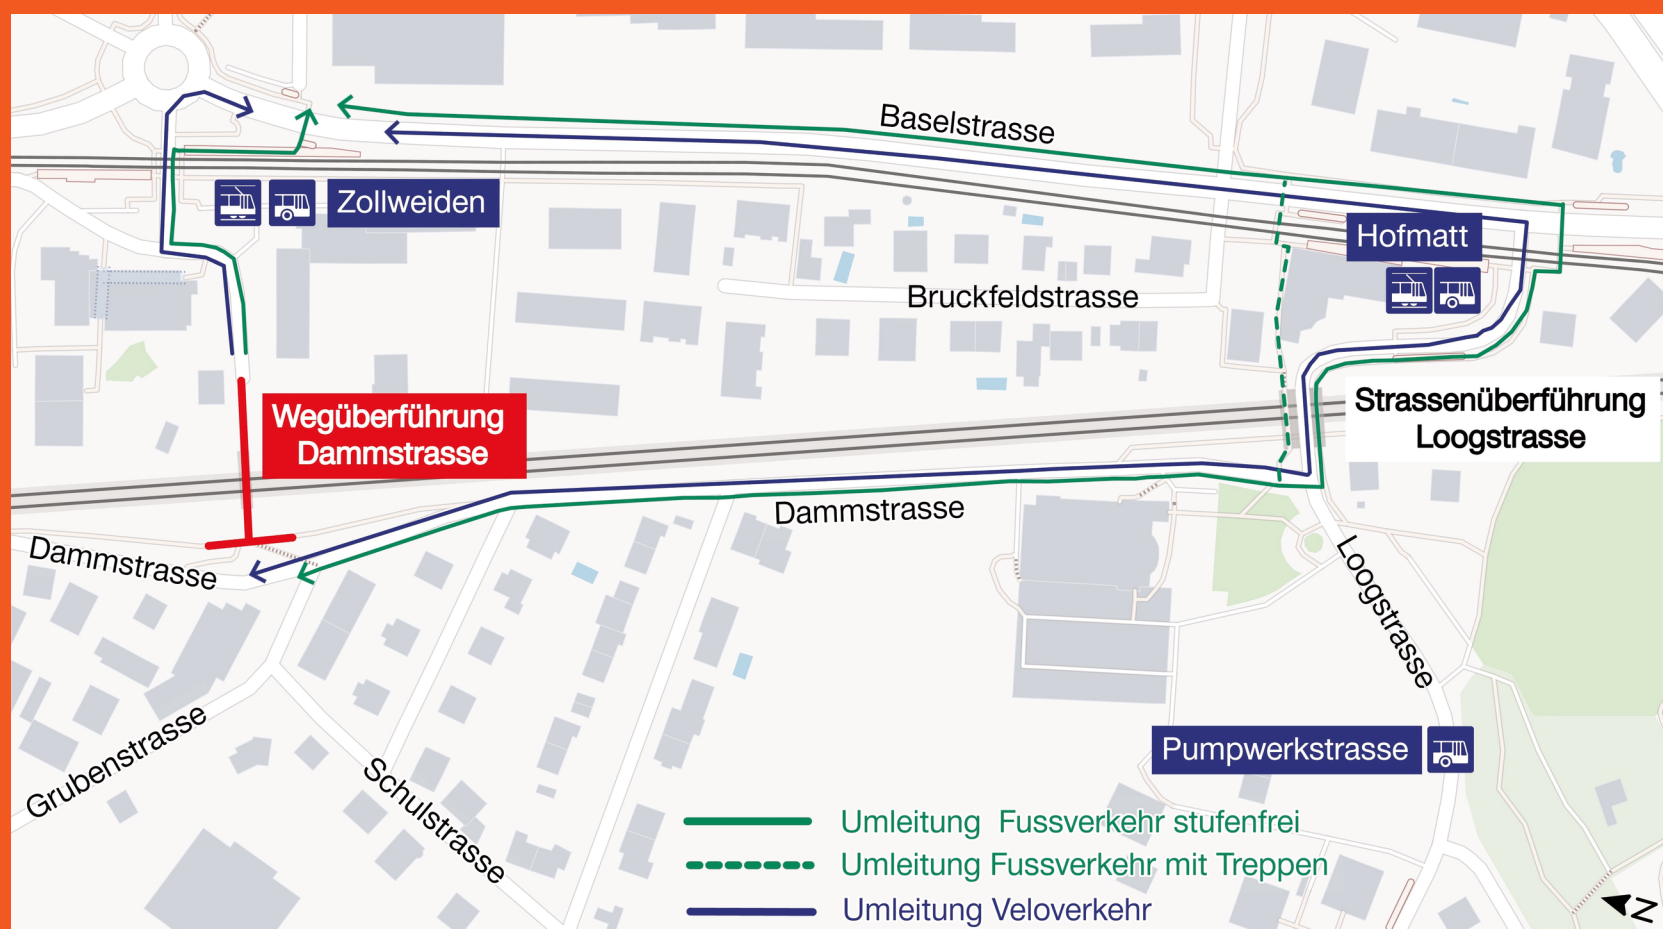 Baselstrasse
Zollweiden
Hofmatt
Bruckfeldstrasse
Wegüberführung
Dammstrasse
Strassenüberführung
Loogstrasse
Dammstrasse
Dammstrasse
Loogstrasse
Grubenstrasse
Schulstrasse
Pumpwerkstrasse
Umleitung Fussverkehr stufenfrei
Umleitung Fussverkehr mit Treppen
Umleitung Veloverkehr
N